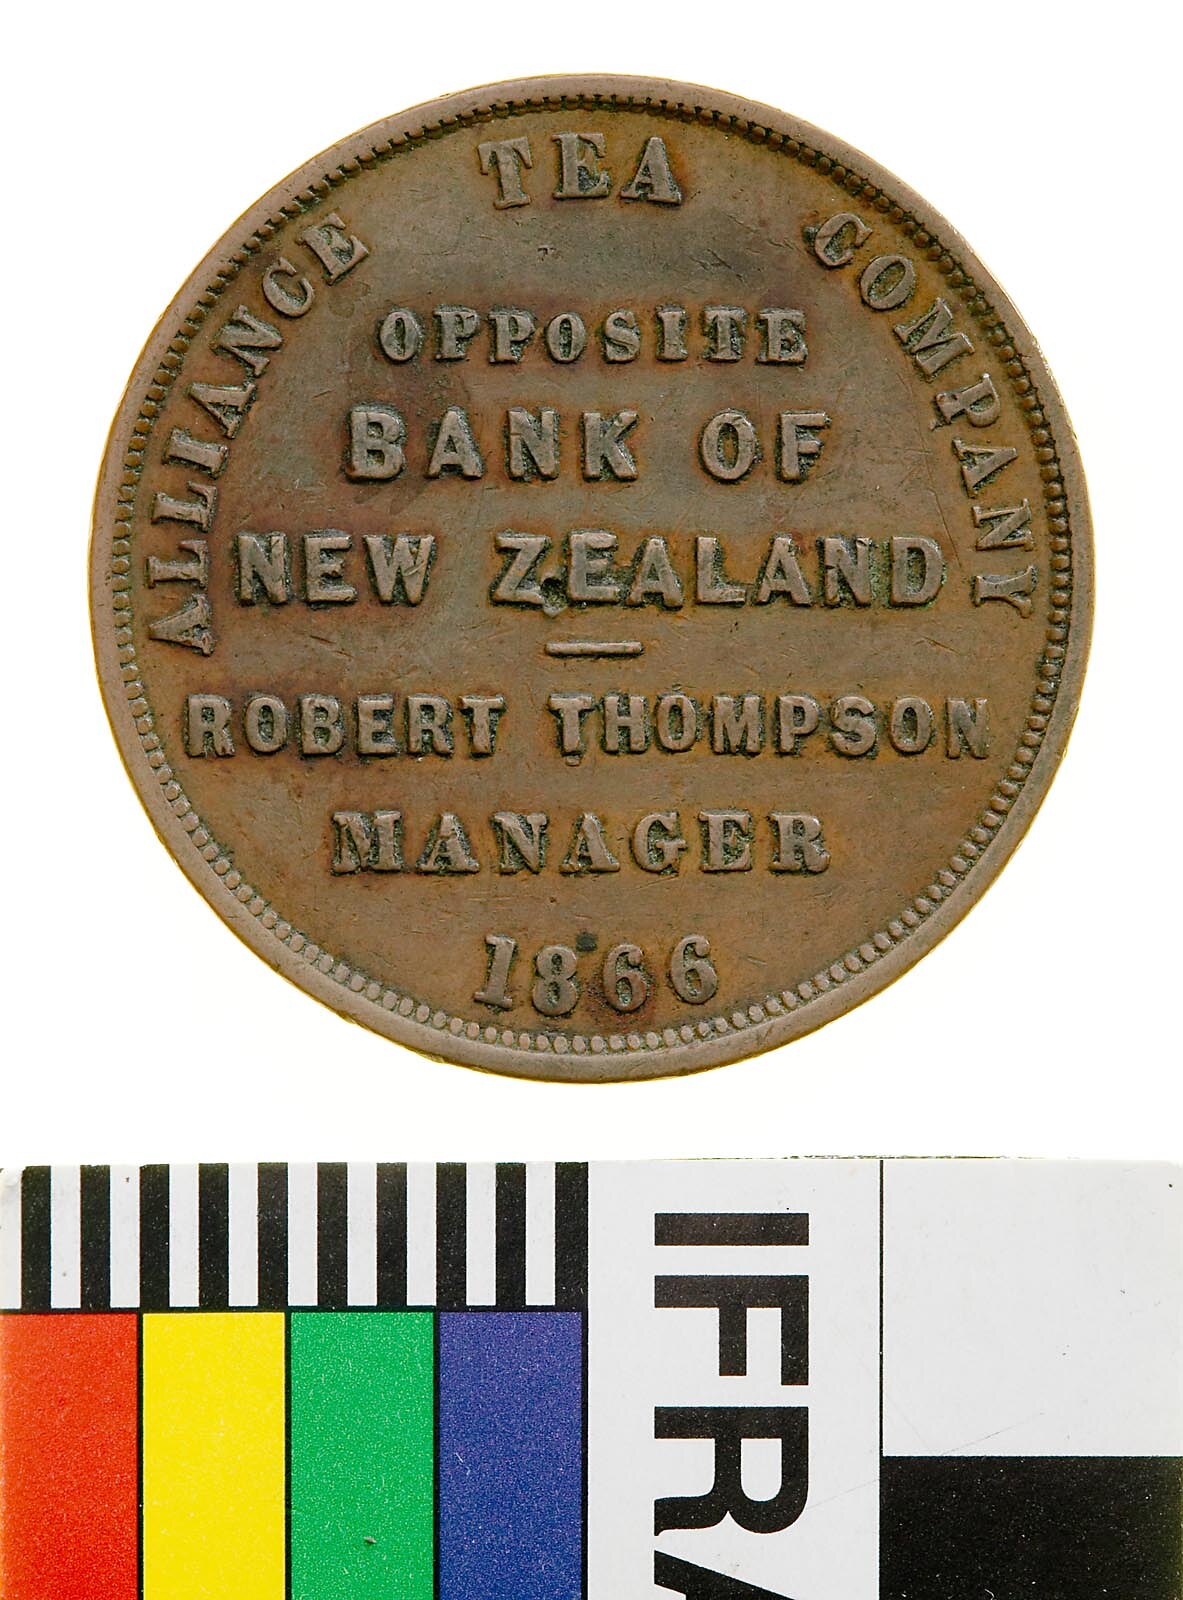 ALLIANCE TEA COMPANY
OPPOSITE
BANK OF
NEW ZEALAND
ROBERT THOMPSON
MANAGER
1866
IFRA